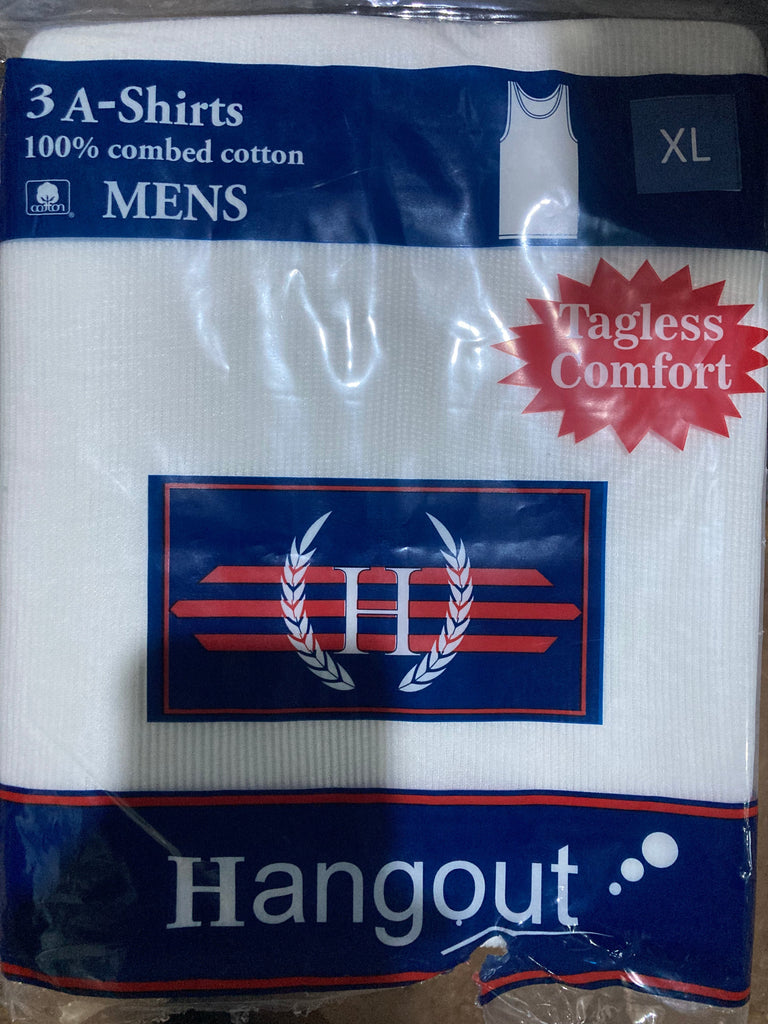 3 A-Shirts
100% combed cotton
cotton®
MENS
XL
Tagless
Comfort
H
Hangout